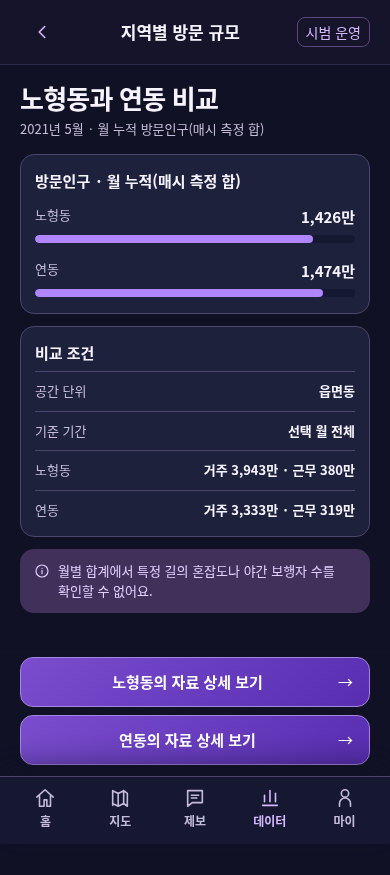 지역별 방문 규모
시범 운영
노형동과 연동 비교
2021년 5월 · 월 누적 방문인구(매시 측정 합)
방문인구 · 월 누적(매시 측정 합)
노형동 1,426만
연동 1,474만
비교 조건
공간 단위 읍면동
기준 기간 선택 월 전체
노형동 거주 3,943만 · 근무 380만
연동 거주 3,333만 · 근무 319만
월별 합계에서 특정 길의 혼잡도나 야간 보행자 수를
확인할 수 없어요.
노형동의 자료 상세 보기 →
연동의 자료 상세 보기 →
홈 지도 제보 데이터 마이